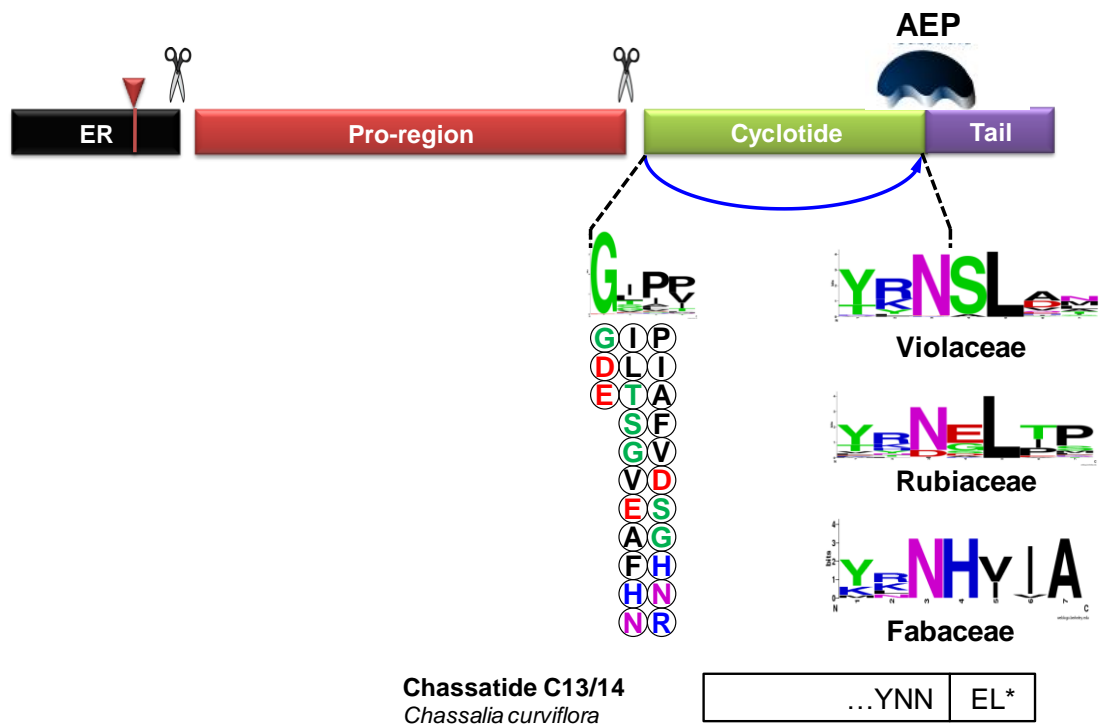 AEP
ER Pro-region Cyclotide Tail
G I P P
Y R N S L A N
Violaceae
G I P
D L I
E T A
S F
G V
V D
E S
A G
F H
H N
N R
Y R N E L T P
Rubiaceae
Y R N H Y I A
Fabaceae
Chassatide C13/14
Chassalia curviflora
...YNN EL*